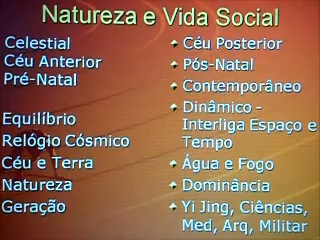 Natureza e Vida Social
Celestial
Céu Anterior
Pré-Natal
Equilíbrio
Relógio Cósmico
Céu e Terra
Natureza
Geração
Céu Posterior
Pós-Natal
Contemporâneo
Dinâmico -
Interliga Espaço e
Tempo
Água e Fogo
Dominância
Yi Jing, Ciências,
Med, Arq, Militar